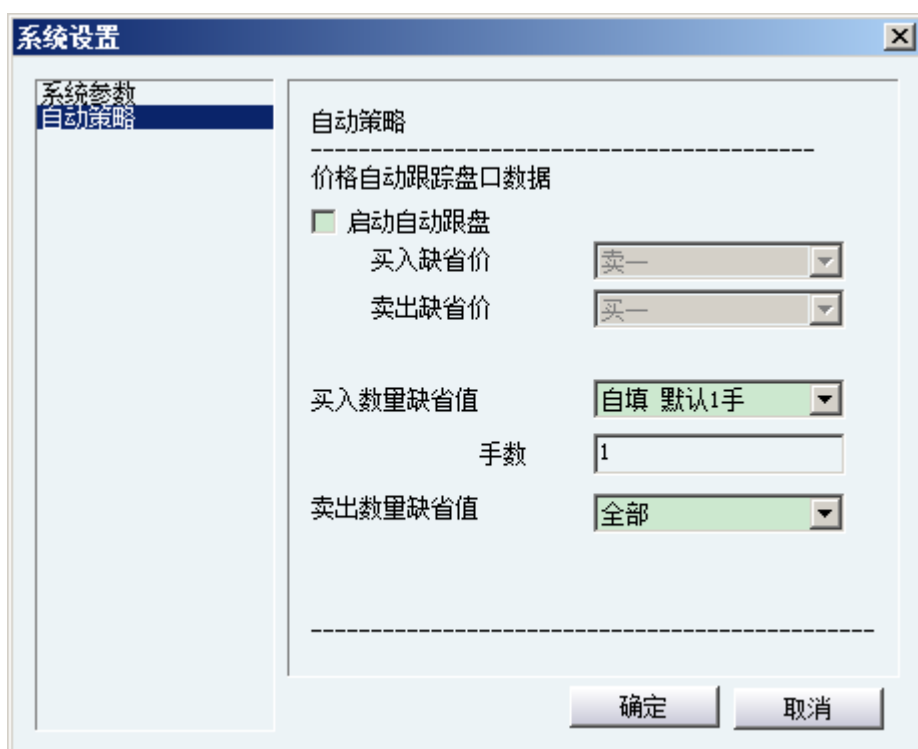 系统设置
系统参数
自动策略
自动策略
------------------------------------------
价格自动跟踪盘口数据
启动自动跟盘
买入缺省价 卖一
卖出缺省价 买一
买入数量缺省值 自填 默认1手
手数 1
卖出数量缺省值 全部
-----------------------------------------------
确定 取消